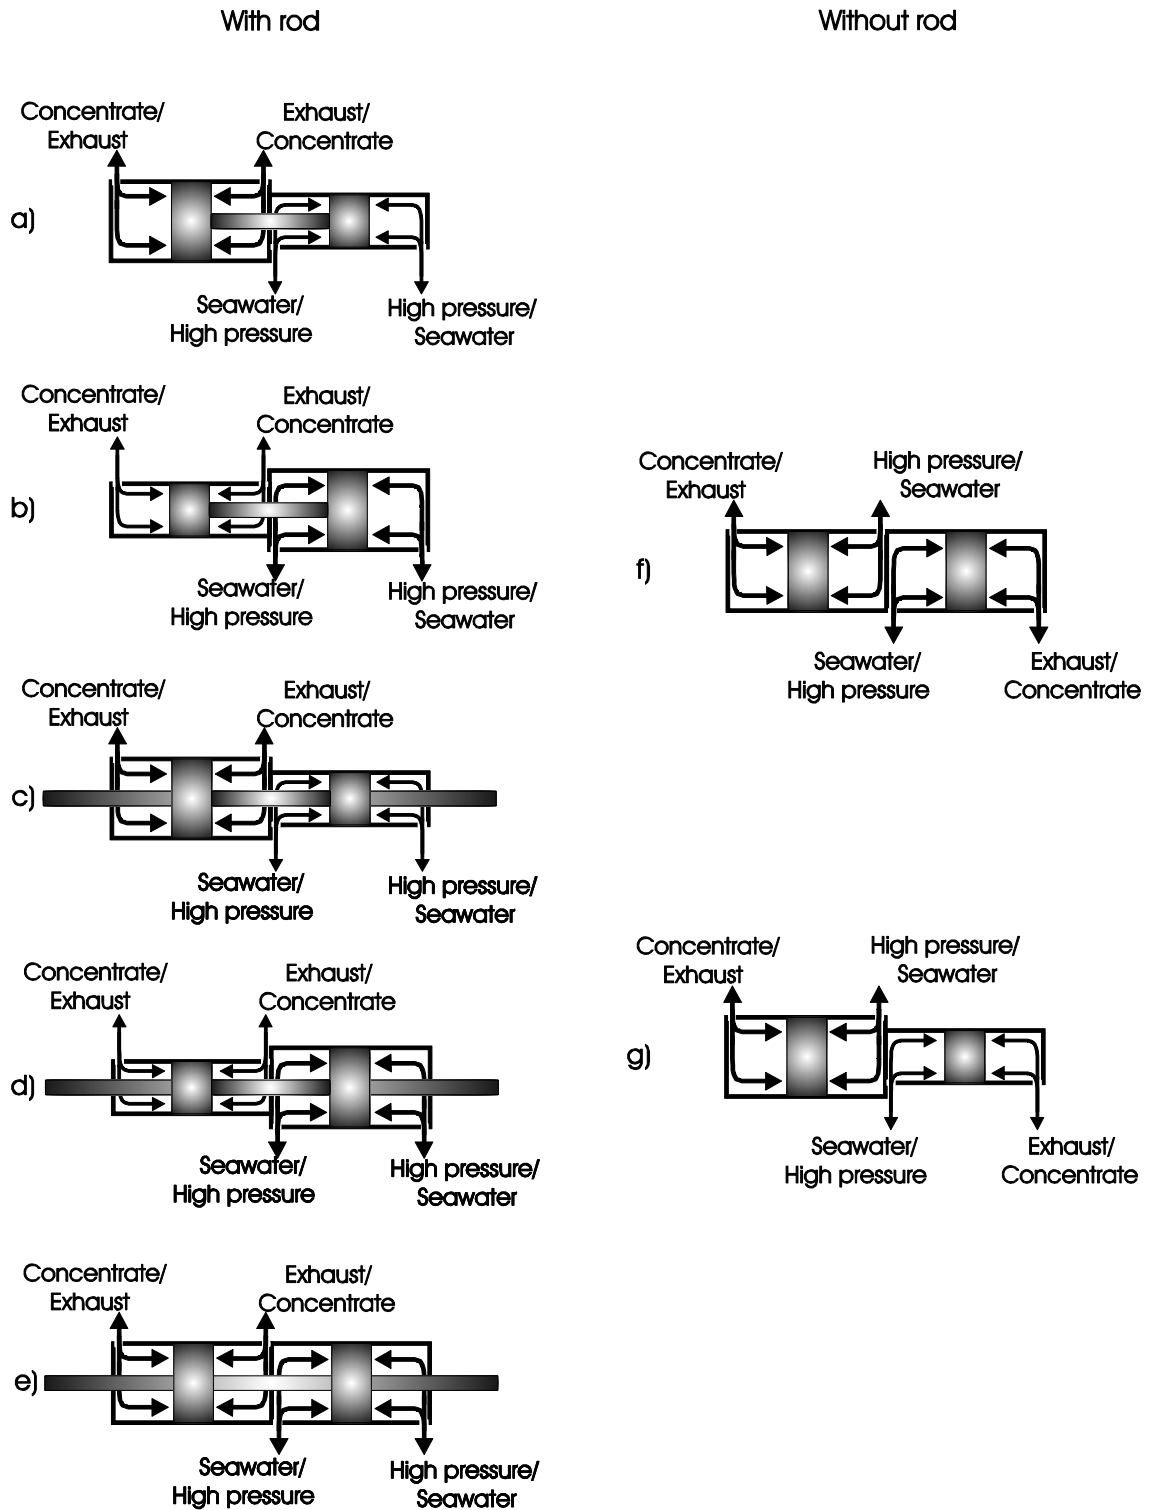 With rod
Without rod
Concentrate/
Exhaust
Exhaust/
Concentrate
a)
Seawater/
High pressure
High pressure/
Seawater
Concentrate/
Exhaust
Exhaust/
Concentrate
b)
Seawater/
High pressure
High pressure/
Seawater
Concentrate/
Exhaust
High pressure/
Seawater
f)
Seawater/
High pressure
Exhaust/
Concentrate
Concentrate/
Exhaust
Exhaust/
Concentrate
c)
Seawater/
High pressure
High pressure/
Seawater
Concentrate/
Exhaust
High pressure/
Seawater
g)
Seawater/
High pressure
Exhaust/
Concentrate
Concentrate/
Exhaust
Exhaust/
Concentrate
d)
Seawater/
High pressure
High pressure/
Seawater
Concentrate/
Exhaust
Exhaust/
Concentrate
e)
Seawater/
High pressure
High pressure/
Seawater